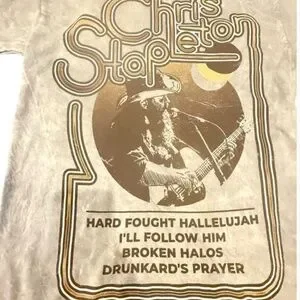 Chris
Stapleton
HARD FOUGHT HALLELUJAH
I'LL FOLLOW HIM
BROKEN HALOS
DRUNKARD'S PRAYER